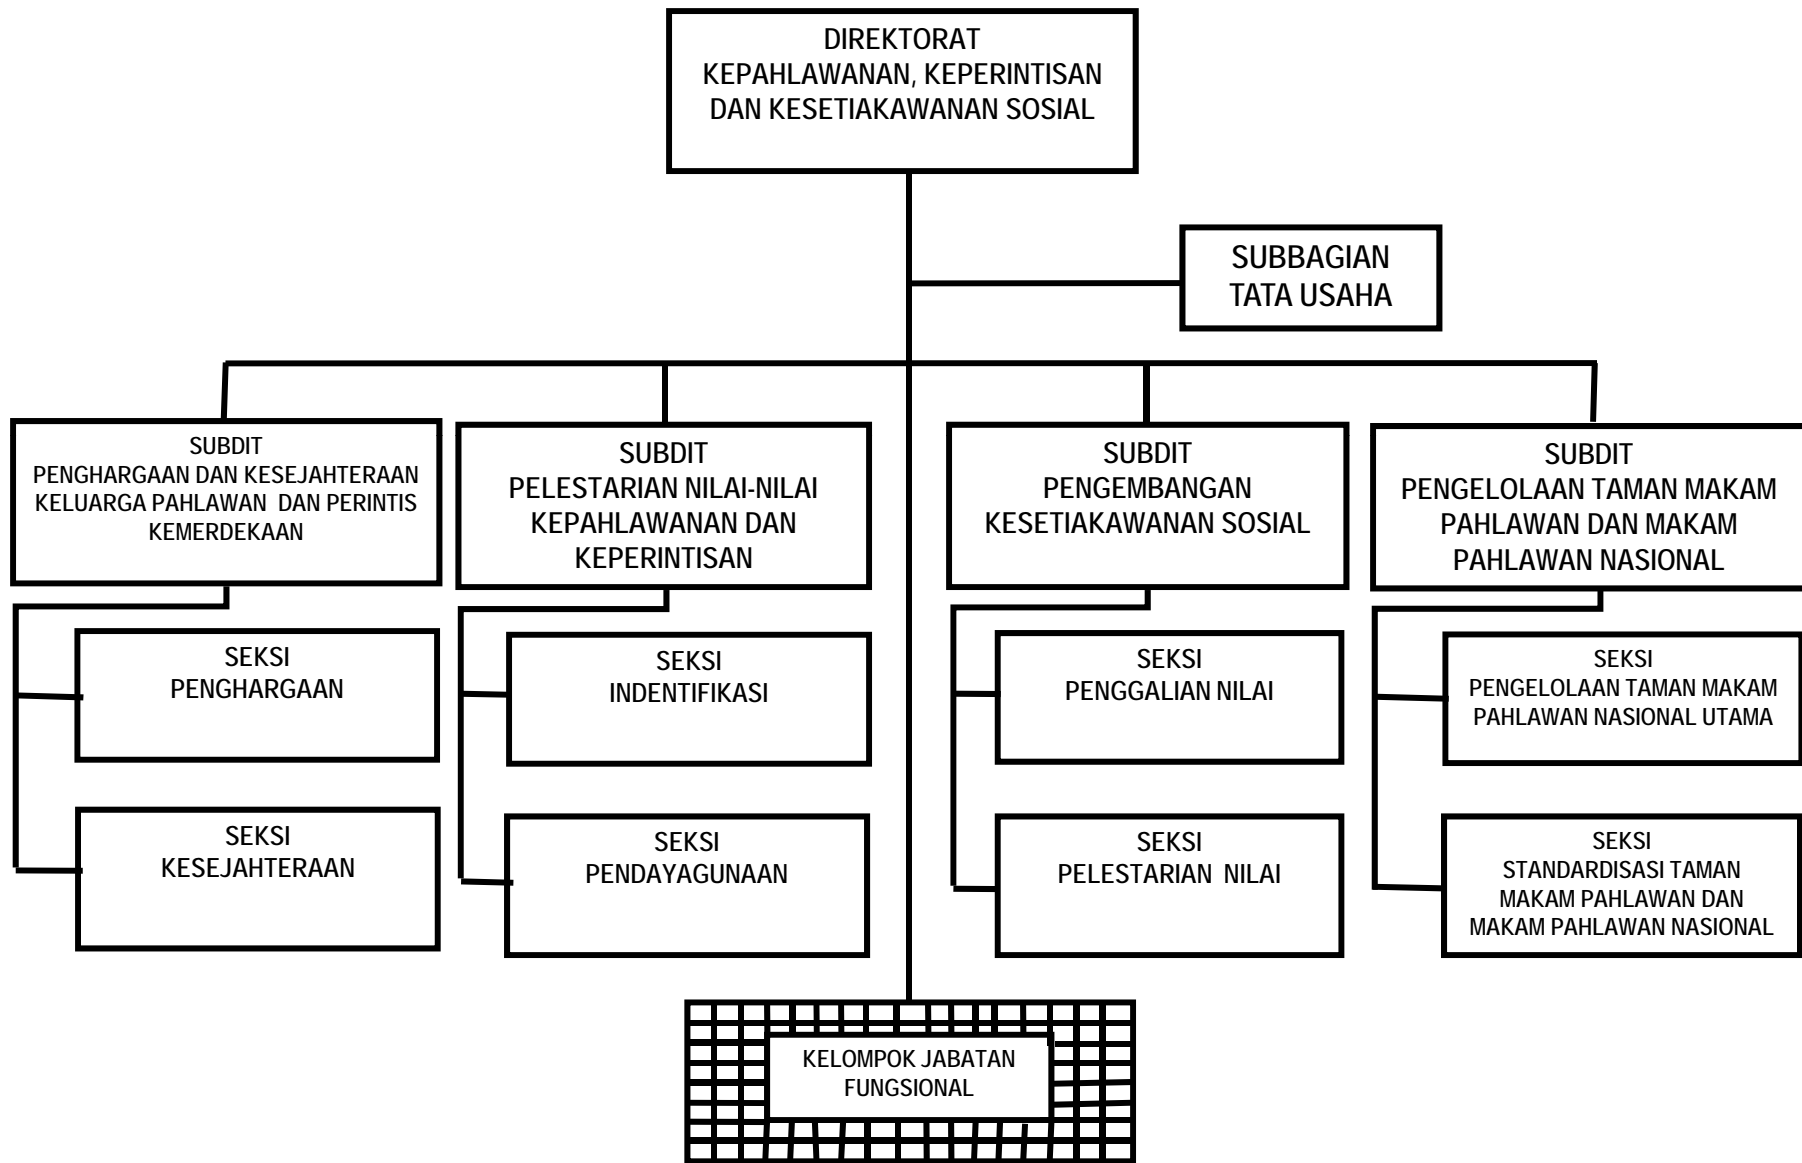 DIREKTORAT
KEPAHLAWANAN, KEPERINTISAN
DAN KESETIAKAWANAN SOSIAL
SUBBAGIAN
TATA USAHA
SUBDIT
PENGHARGAAN DAN KESEJAHTERAAN
KELUARGA PAHLAWAN DAN PERINTIS
KEMERDEKAAN
SUBDIT
PELESTARIAN NILAI-NILAI
KEPAHLAWANAN DAN
KEPERINTISAN
SUBDIT
PENGEMBANGAN
KESETIAKAWANAN SOSIAL
SUBDIT
PENGELOLAAN TAMAN MAKAM
PAHLAWAN DAN MAKAM
PAHLAWAN NASIONAL
SEKSI
PENGHARGAAN
SEKSI
INDENTIFIKASI
SEKSI
PENGGALIAN NILAI
SEKSI
PENGELOLAAN TAMAN MAKAM
PAHLAWAN NASIONAL UTAMA
SEKSI
KESEJAHTERAAN
SEKSI
PENDAYAGUNAAN
SEKSI
PELESTARIAN NILAI
SEKSI
STANDARDISASI TAMAN
MAKAM PAHLAWAN DAN
MAKAM PAHLAWAN NASIONAL
KELOMPOK JABATAN
FUNGSIONAL